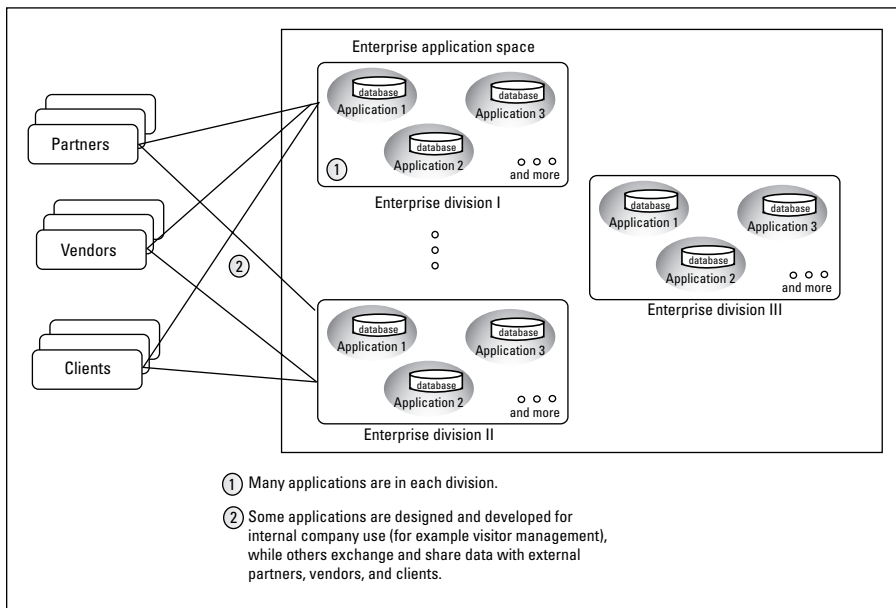 Enterprise application space
Partners
Vendors
Clients
database
Application 1
database
Application 3
database
Application 2
and more
1
Enterprise division I
2
database
Application 1
database
Application 3
database
Application 2
and more
Enterprise division III
database
Application 1
database
Application 3
database
Application 2
and more
Enterprise division II
1 Many applications are in each division.
2 Some applications are designed and developed for
internal company use (for example visitor management),
while others exchange and share data with external
partners, vendors, and clients.